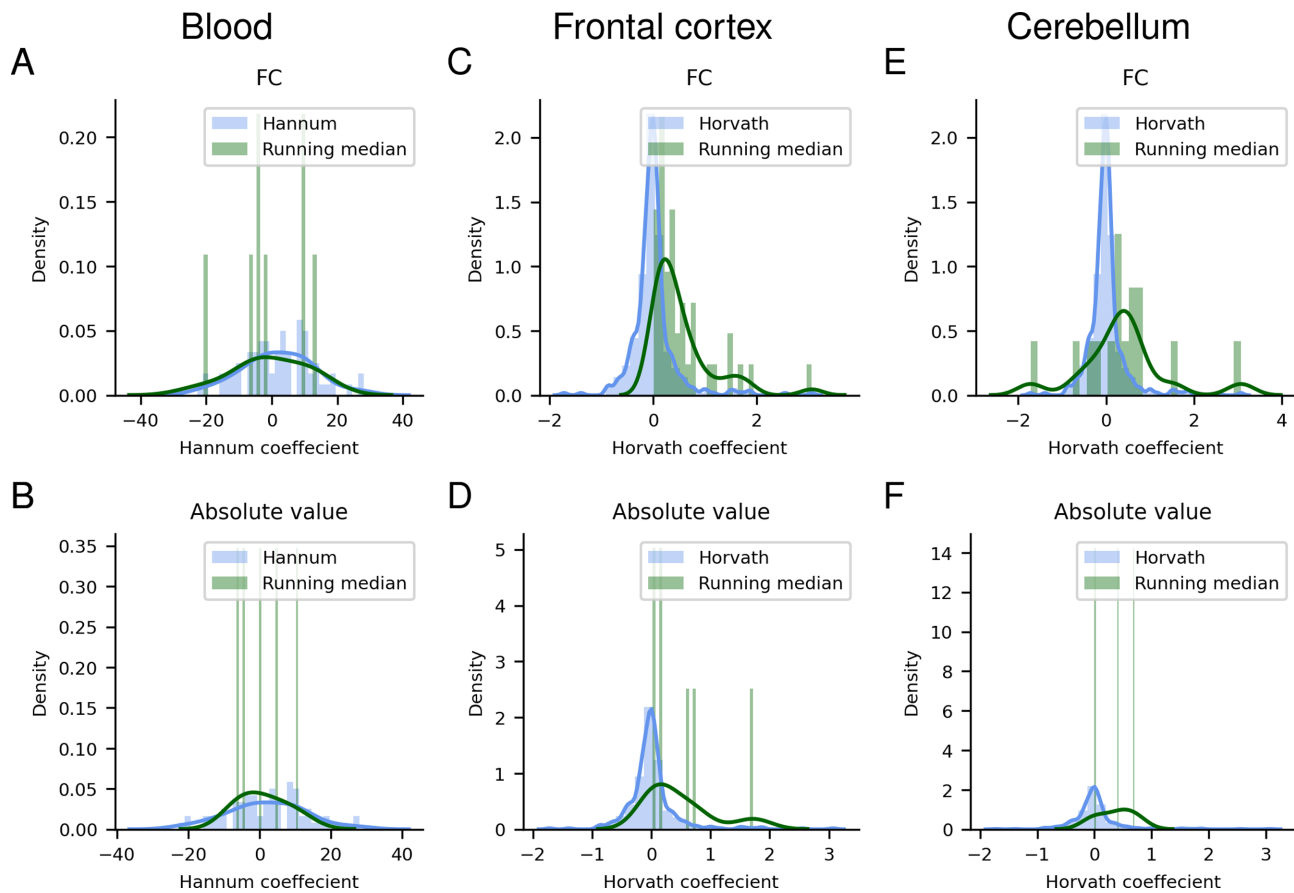 Blood
Frontal cortex
Cerebellum
A
FC
Hannum
Running median
0.20
0.15
0.10
0.05
0.00
Density
−40 −20 0 20 40
Hannum coeffecient
C
FC
Horvath
Running median
2.0
1.5
1.0
0.5
0.0
Density
−2 0 2
Horvath coeffecient
E
FC
Horvath
Running median
2.0
1.5
1.0
0.5
0.0
Density
−2 0 2 4
Horvath coeffecient
B
Absolute value
Hannum
Running median
0.35
0.30
0.25
0.20
0.15
0.10
0.05
0.00
Density
−40 −20 0 20 40
Hannum coeffecient
D
Absolute value
Horvath
Running median
5
4
3
2
1
0
Density
−2 −1 0 1 2 3
Horvath coeffecient
F
Absolute value
Horvath
Running median
14
12
10
8
6
4
2
0
Density
−2 −1 0 1 2 3
Horvath coeffecient